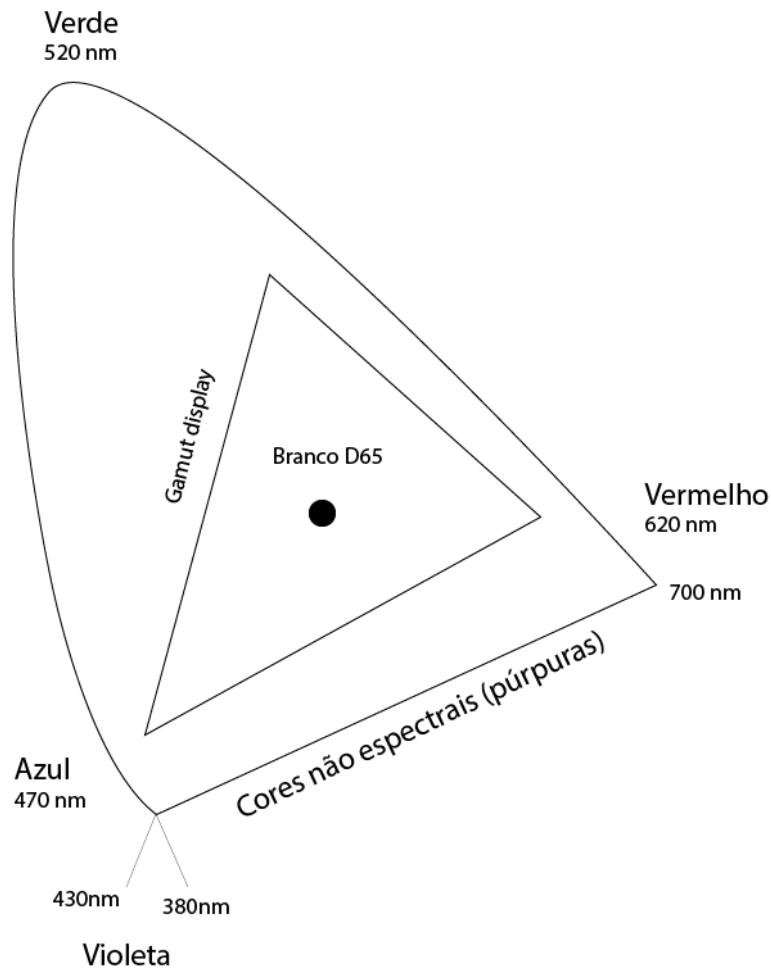 Verde
520 nm
Gamut display
Branco D65
Vermelho
620 nm
700 nm
Cores não espectrais (púrpuras)
Azul
470 nm
430nm
380nm
Violeta